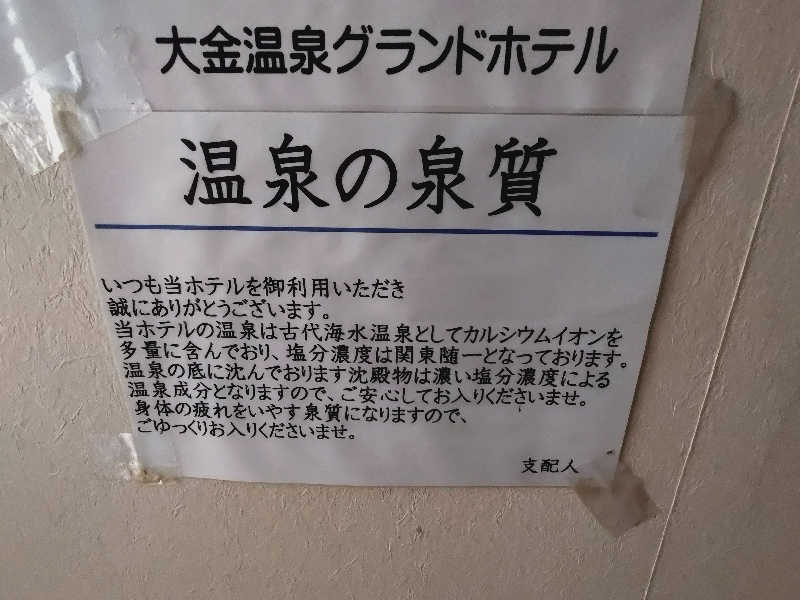 大金温泉グランドホテル
温泉の泉質
いつも当ホテルを御利用いただき
誠にありがとうございます。
当ホテルの温泉は古代海水温泉としてカルシウムイオンを
多量に含んでおり、塩分濃度は関東随一となっております。
温泉の底に沈んでおります沈殿物は濃い塩分濃度による
温泉成分となりますので、ご安心してお入りくださいませ。
身体の疲れをいやす泉質になりますので、
ごゆっくりお入りくださいませ。
支配人